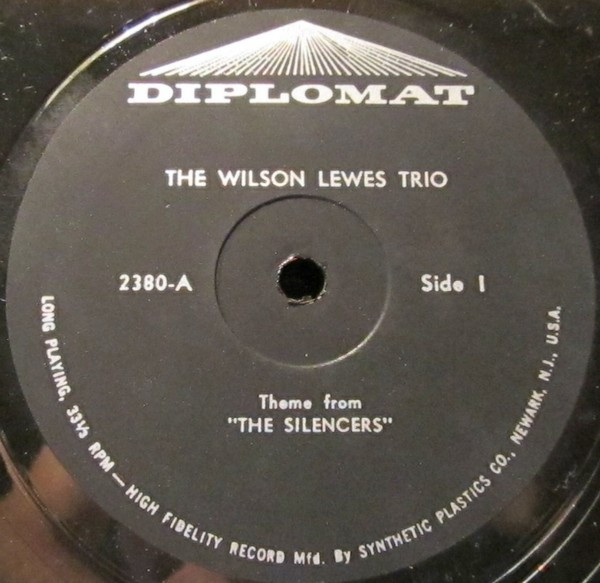 DIPLOMAT
THE WILSON LEWES TRIO
2380-A
Side 1
Theme from
"THE SILENCERS"
LONG PLAYING, 33⅓ RPM — HIGH FIDELITY RECORD Mfd. By SYNTHETIC PLASTICS CO., NEWARK, N.J., U.S.A.